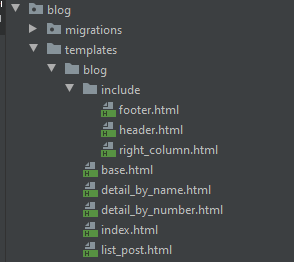 blog
migrations
templates
blog
include
footer.html
header.html
right_column.html
base.html
detail_by_name.html
detail_by_number.html
index.html
list_post.html